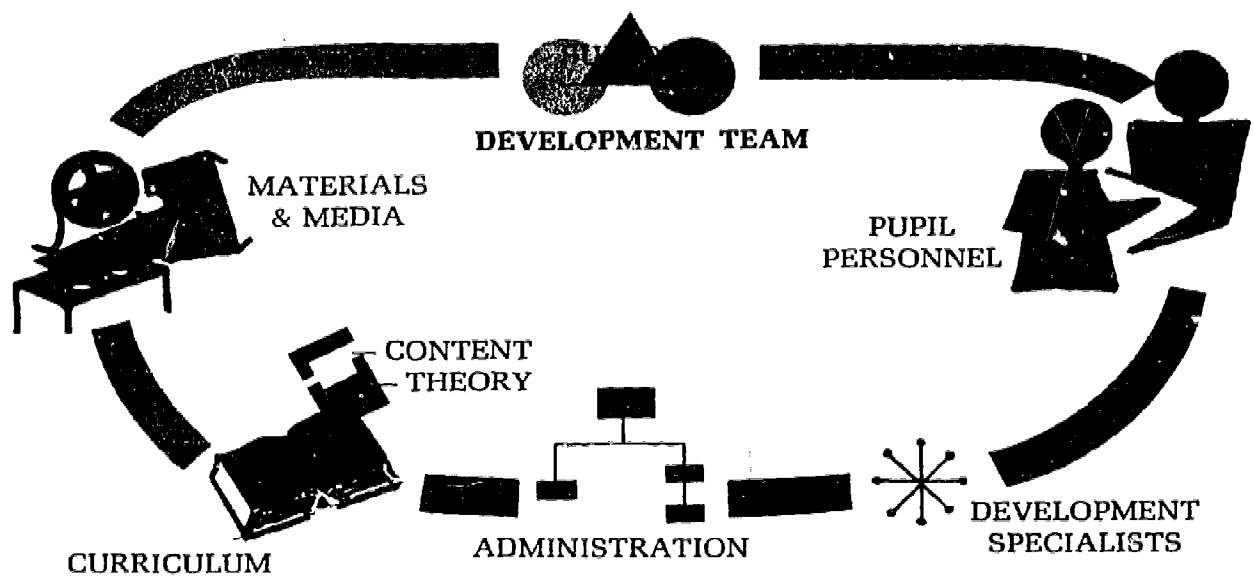 DEVELOPMENT TEAM
MATERIALS
& MEDIA
PUPIL
PERSONNEL
CONTENT
THEORY
DEVELOPMENT
SPECIALISTS
ADMINISTRATION
CURRICULUM